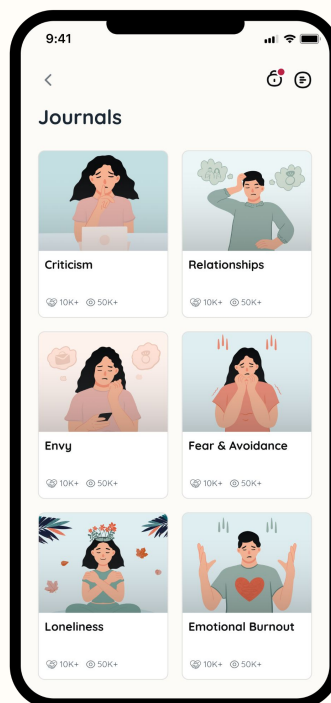 9:41
Journals
Criticism
10K+ 50K+
Relationships
10K+ 50K+
Envy
10K+ 50K+
Fear & Avoidance
10K+ 50K+
Loneliness
10K+ 50K+
Emotional Burnout
10K+ 50K+